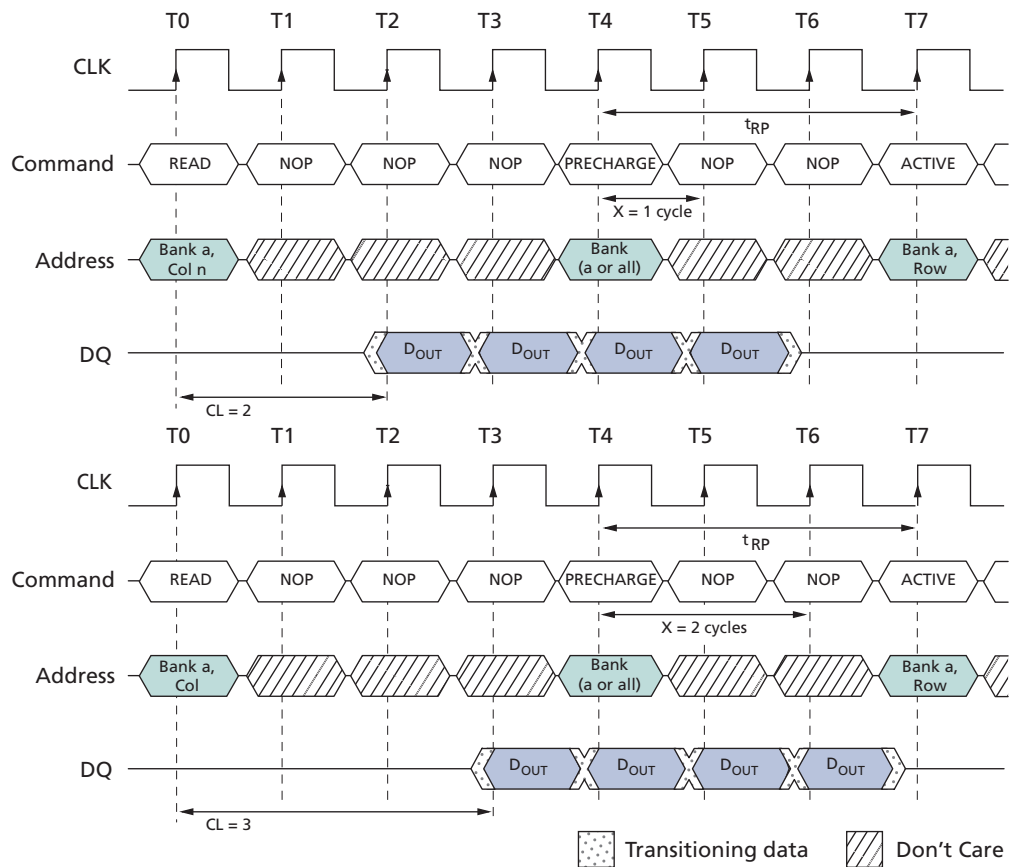 T0 T1 T2 T3 T4 T5 T6 T7
CLK
tRP
Command READ NOP NOP NOP PRECHARGE NOP NOP ACTIVE
X = 1 cycle
Address Bank a, Col n Bank (a or all) Bank a, Row
DQ DOUT DOUT DOUT DOUT
CL = 2
T0 T1 T2 T3 T4 T5 T6 T7
CLK
tRP
Command READ NOP NOP NOP PRECHARGE NOP NOP ACTIVE
X = 2 cycles
Address Bank a, Col Bank (a or all) Bank a, Row
DQ DOUT DOUT DOUT DOUT
CL = 3
Transitioning data Don't Care